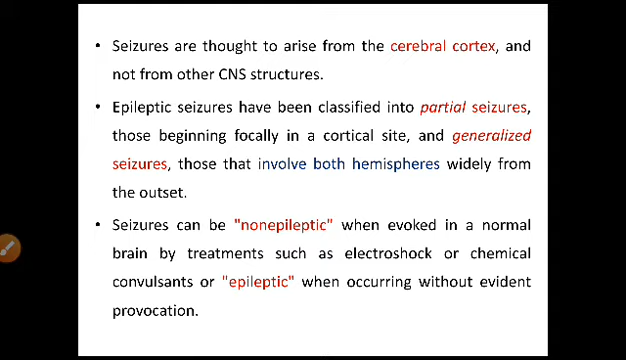 • Seizures are thought to arise from the cerebral cortex, and
not from other CNS structures.
• Epileptic seizures have been classified into partial seizures,
those beginning focally in a cortical site, and generalized
seizures, those that involve both hemispheres widely from
the outset.
• Seizures can be "nonepileptic" when evoked in a normal
brain by treatments such as electroshock or chemical
convulsants or "epileptic" when occurring without evident
provocation.